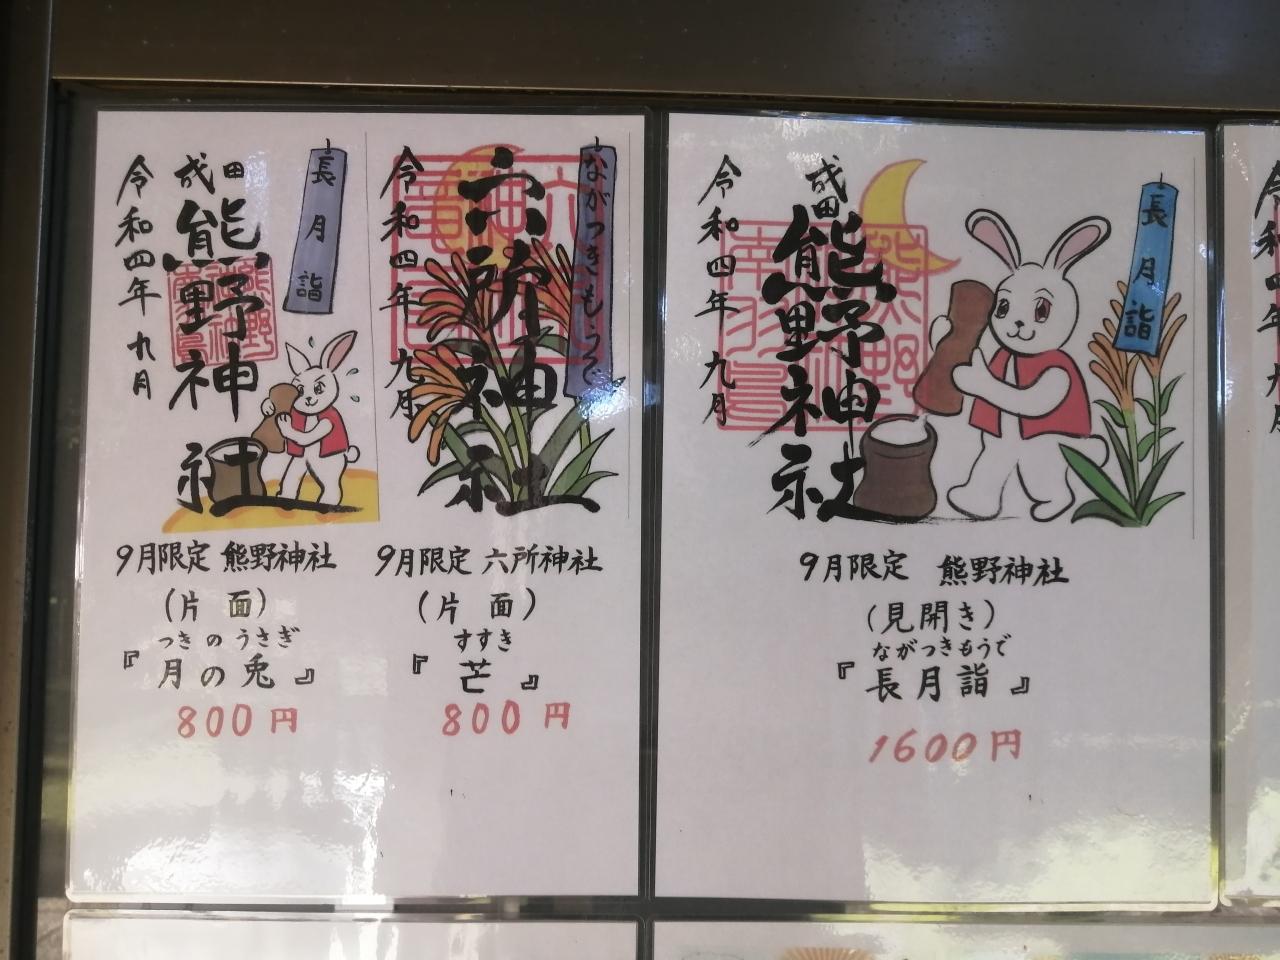 長月詣
成田
熊野神社
令和四年九月
ながつきもうで
六所神社
令和四年九月
9月限定 熊野神社
(片面)
つきのうさぎ
『月の兎』
800円
9月限定 六所神社
(片面)
すすき
『芒』
800円
長月詣
成田
熊野神社
令和四年九月
9月限定 熊野神社
(見開き)
ながつきもうで
『長月詣』
1600円